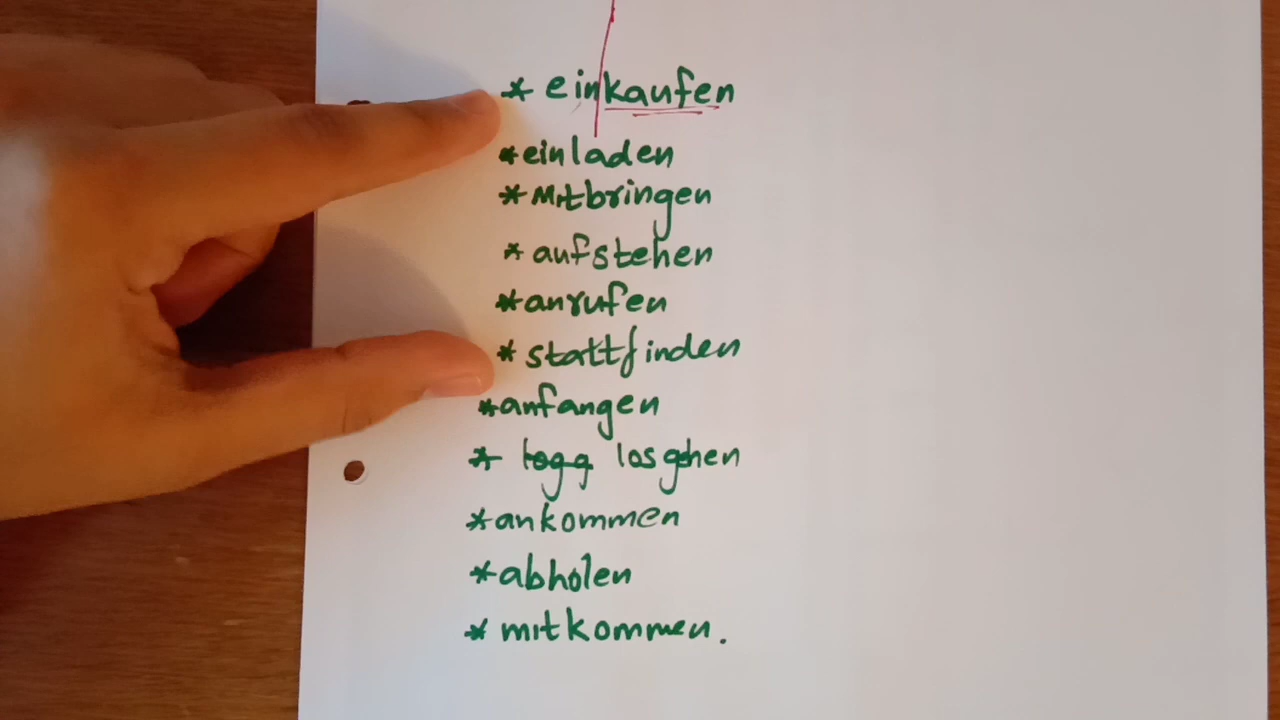 * einkaufen
* einladen
* Mitbringen
* aufstehen
* anrufen
* stattfinden
* anfangen
* logg losgehen
* ankommen
* abholen
* mitkommen.